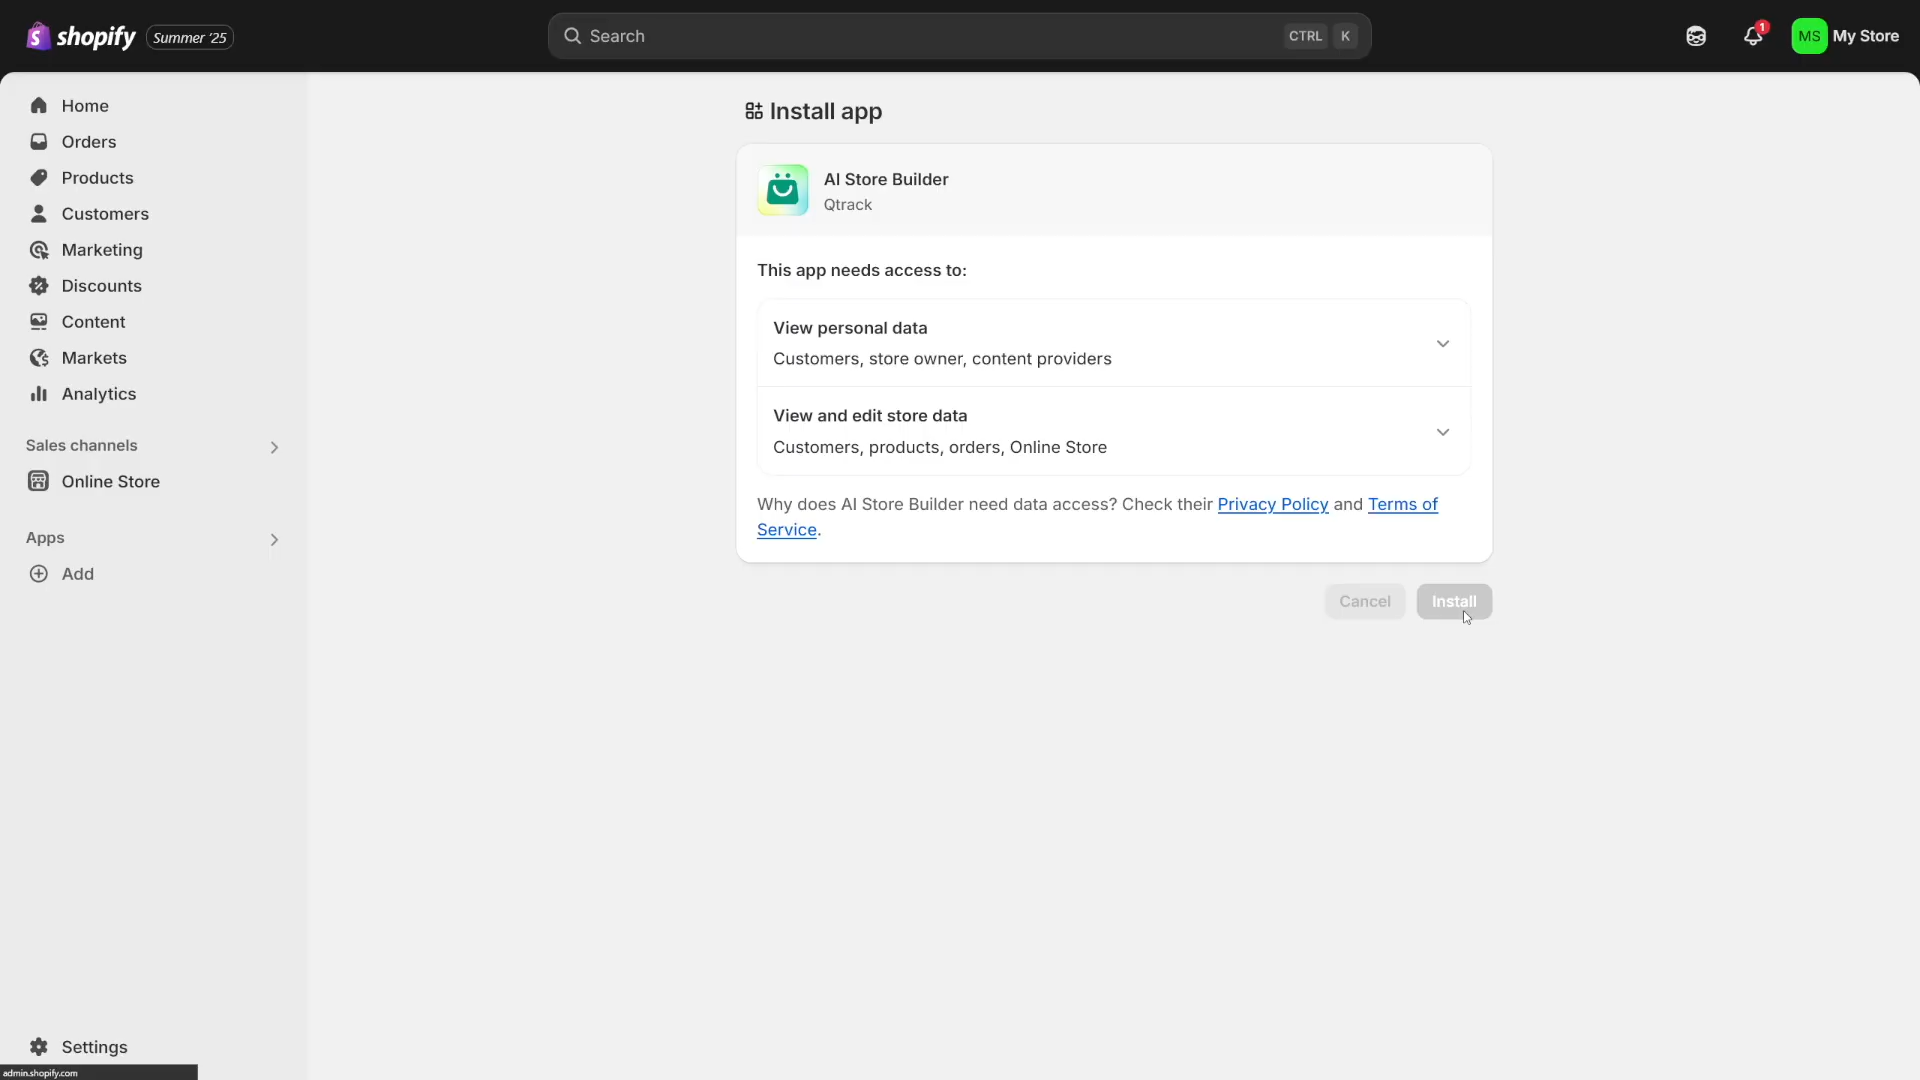 shopify Summer '25
Search CTRL K
1
MS My Store
Home
Orders
Products
Customers
Marketing
Discounts
Content
Markets
Analytics
Sales channels
Online Store
Apps
Add
Settings
admin.shopify.com
Install app
AI Store Builder
Qtrack
This app needs access to:
View personal data
Customers, store owner, content providers
View and edit store data
Customers, products, orders, Online Store
Why does AI Store Builder need data access? Check their Privacy Policy and Terms of
Service.
Cancel Install